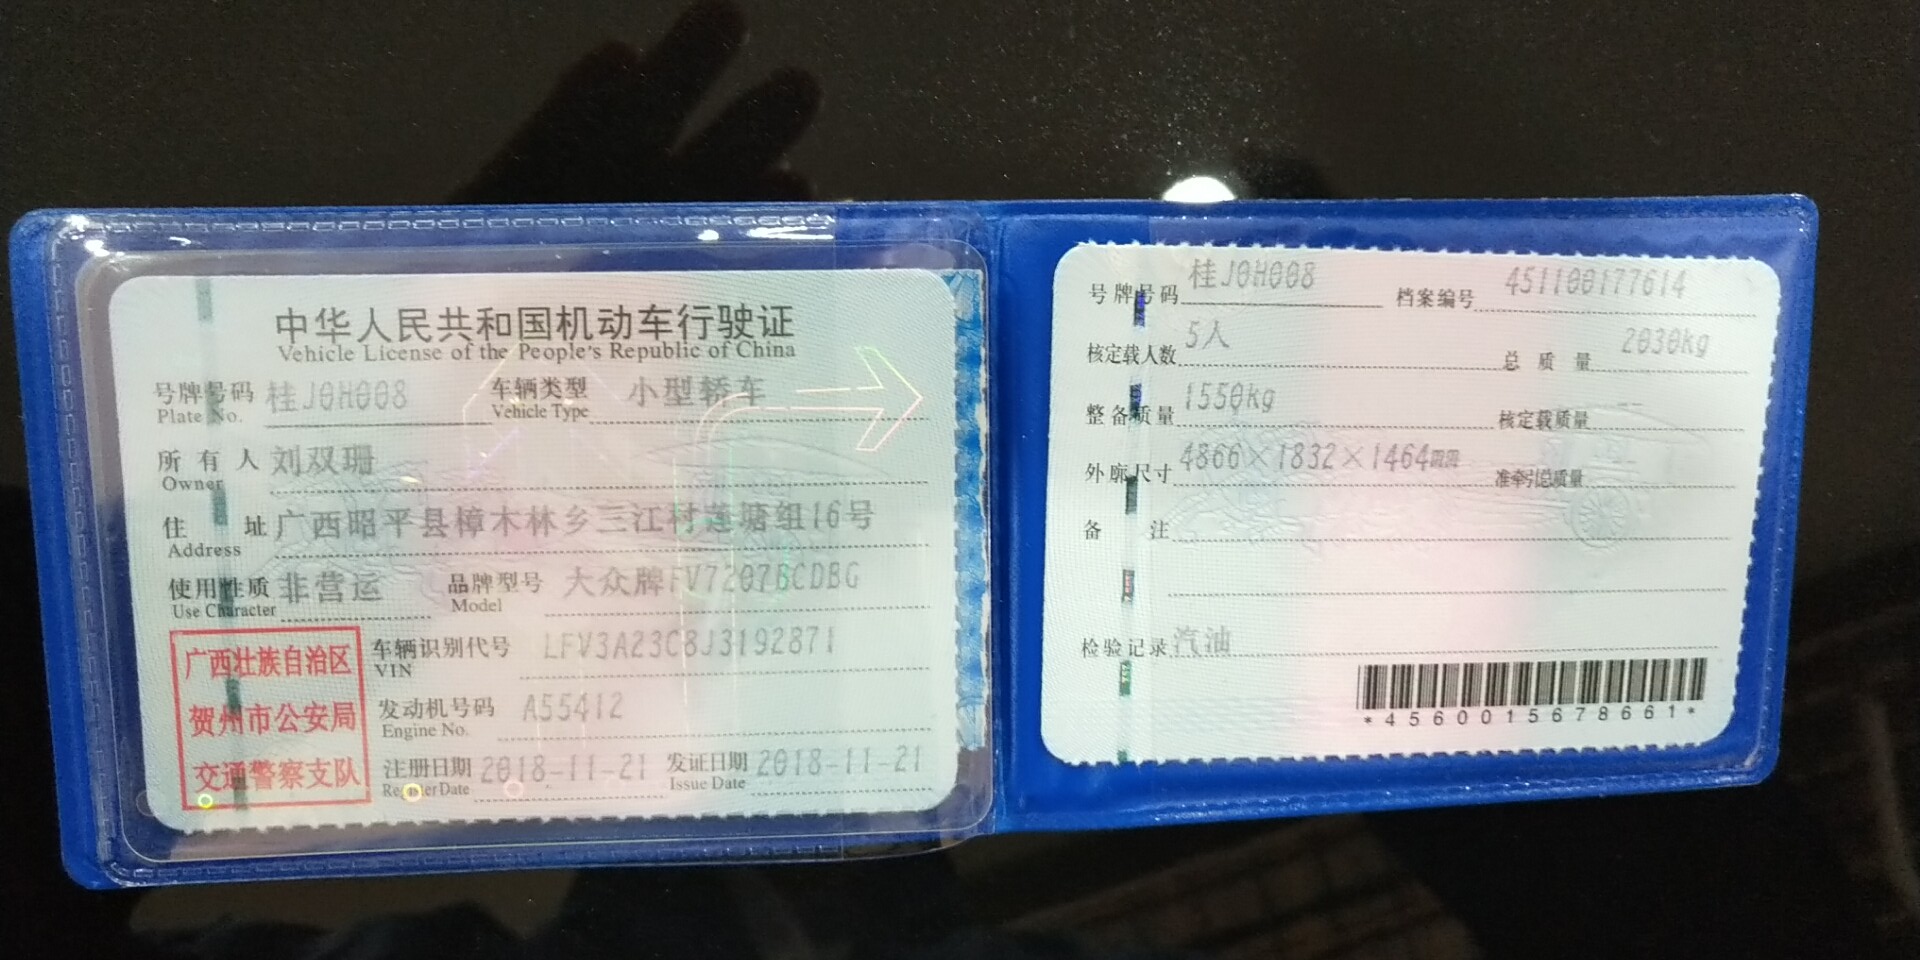 中华人民共和国机动车行驶证
Vehicle License of the People's Republic of China
号牌号码 桂J0H008 车辆类型 小型轿车
Plate No. Vehicle Type
所有人 刘双珊
Owner
住址 广西昭平县樟木林乡三江村莲塘组16号
Address
使用性质 非营运 品牌型号 大众牌FV7207BCDBG
Use Character Model
广西壮族自治区
贺州市公安局
交通警察支队
车辆识别代号 LFV3A23C8J3192871
VIN
发动机号码 A55412
Engine No.
注册日期 2018-11-21 发证日期 2018-11-21
Register Date Issue Date
号牌号码 桂J0H008 档案编号 451100177614
核定载人数 5人 总质量 2030kg
整备质量 1550kg 核定载质量 --
外廓尺寸 4866×1832×1464mm 准牵引总质量
备注
检验记录 汽油
*4560015678661*